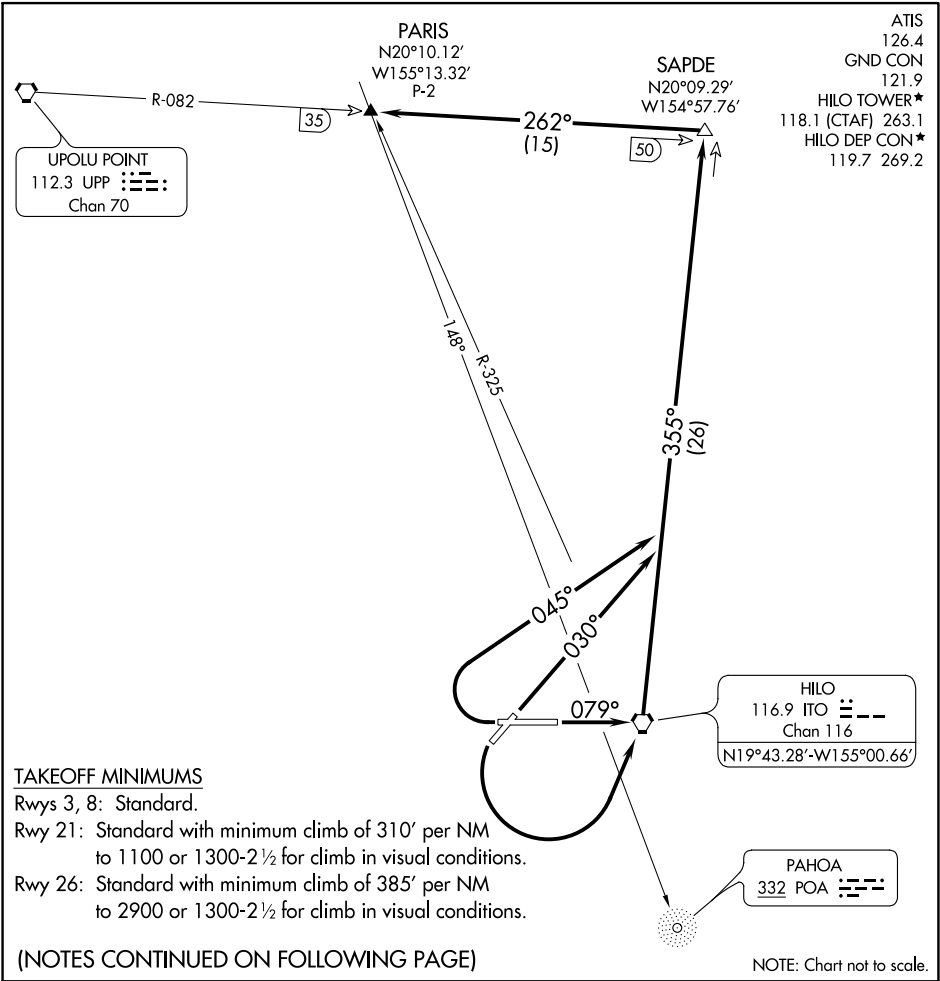 PARIS
N20°10.12'
W155°13.32'
P-2
SAPDE
N20°09.29'
W154°57.76'
ATIS
126.4
GND CON
121.9
HILO TOWER★
118.1 (CTAF) 263.1
HILO DEP CON★
119.7 269.2
R-082
35
262°
(15)
50
UPOLU POINT
112.3 UPP
Chan 70
148°
R-325
355°
(26)
045°
030°
079°
HILO
116.9 ITO
Chan 116
N19°43.28'-W155°00.66'
TAKEOFF MINIMUMS
Rwys 3, 8: Standard.
Rwy 21: Standard with minimum climb of 310' per NM
to 1100 or 1300-2½ for climb in visual conditions.
Rwy 26: Standard with minimum climb of 385' per NM
to 2900 or 1300-2½ for climb in visual conditions.
PAHOA
332 POA
(NOTES CONTINUED ON FOLLOWING PAGE)
NOTE: Chart not to scale.